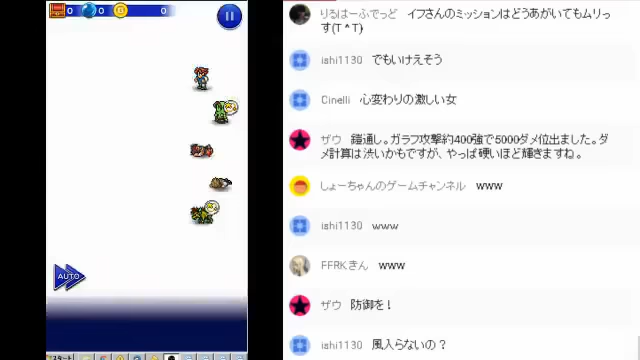 0 0 0
AUTO
スタート
りるはーふでっど イフさんのミッションはどうあがいてもムリっす(T^T)
ishi1130 でもいけえそう
Cinelli 心変わりの激しい女
ザウ 鎧通し。ガラフ攻撃約400強で5000ダメ位出ました。ダメ計算は渋いかもですが、やっぱ硬いほど輝きますね。
しょーちゃんのゲームチャンネル www
ishi1130 www
FFRKきん www
ザウ 防御を!
ishi1130 風入らないの?